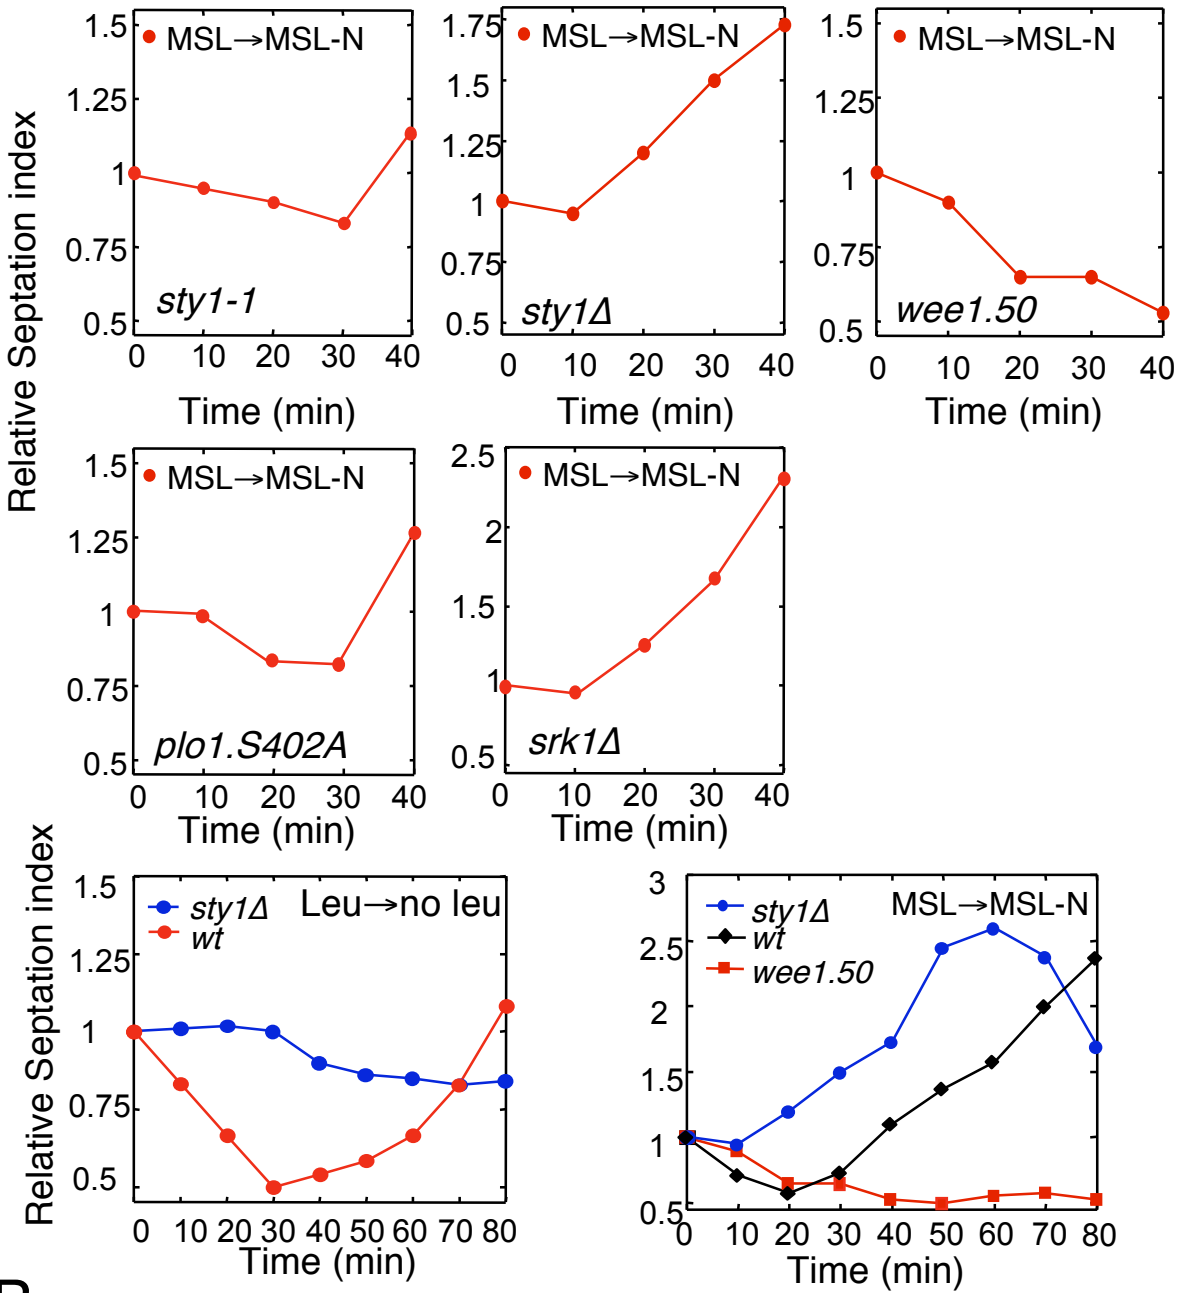 Relative Septation index
1.5
1.25
1
0.75
0.5
MSL→MSL-N
sty1-1
0 10 20 30 40
Time (min)
1.75
1.5
1.25
1
0.75
0.5
MSL→MSL-N
sty1Δ
0 10 20 30 40
Time (min)
1.5
1.25
1
0.75
0.5
MSL→MSL-N
wee1.50
0 10 20 30 40
Time (min)
1.5
1.25
1
0.75
0.5
MSL→MSL-N
plo1.S402A
0 10 20 30 40
Time (min)
2.5
2
1.5
1
0.5
MSL→MSL-N
srk1Δ
0 10 20 30 40
Time (min)
Relative Septation index
1.5
1.25
1
0.75
0.5
sty1Δ
wt
Leu→no leu
0 10 20 30 40 50 60 70 80
Time (min)
3
2.5
2
1.5
1
0.5
sty1Δ
wt
wee1.50
MSL→MSL-N
0 10 20 30 40 50 60 70 80
Time (min)